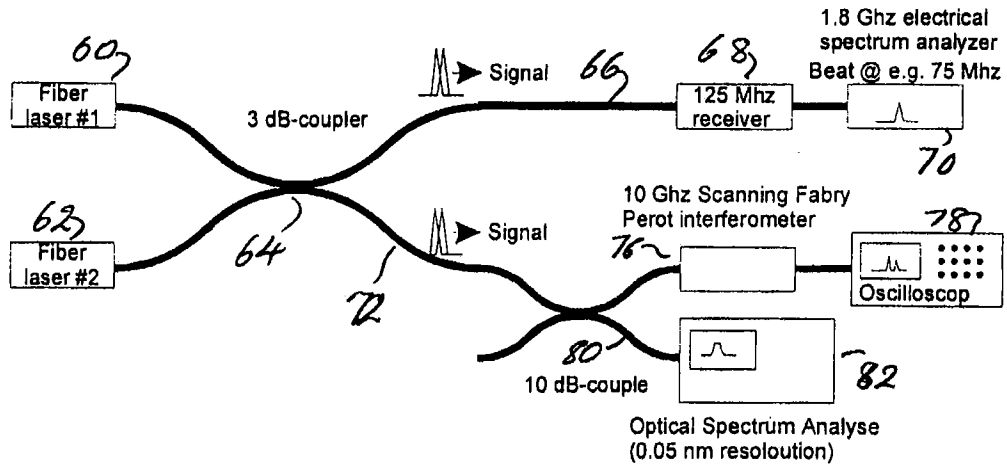 60
Fiber
laser #1
62
Fiber
laser #2
3 dB-coupler
64
Signal
66
68
125 Mhz
receiver
1.8 Ghz electrical
spectrum analyzer
Beat @ e.g. 75 Mhz
70
72
Signal
10 Ghz Scanning Fabry
Perot interferometer
76
78
Oscilloscop
80
10 dB-couple
82
Optical Spectrum Analyse
(0.05 nm resoloution)